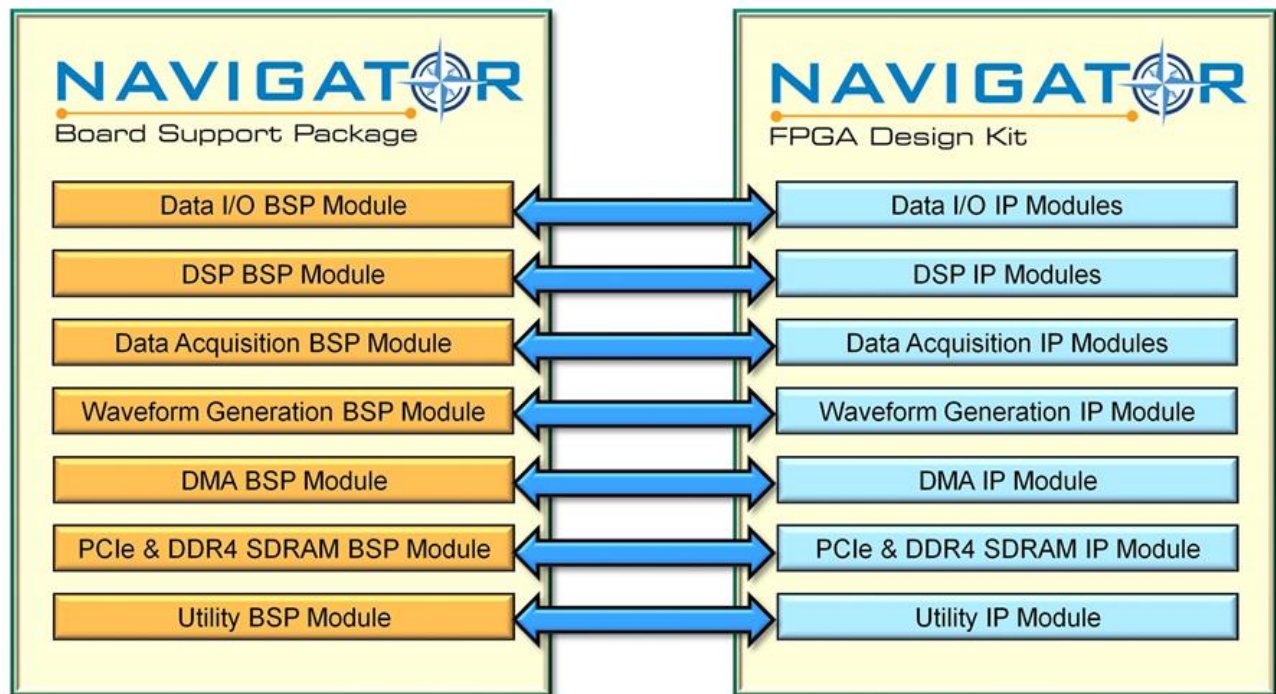 NAVIGATOR
Board Support Package
Data I/O BSP Module
DSP BSP Module
Data Acquisition BSP Module
Waveform Generation BSP Module
DMA BSP Module
PCIe & DDR4 SDRAM BSP Module
Utility BSP Module
NAVIGATOR
FPGA Design Kit
Data I/O IP Modules
DSP IP Modules
Data Acquisition IP Modules
Waveform Generation IP Module
DMA IP Module
PCIe & DDR4 SDRAM IP Module
Utility IP Module